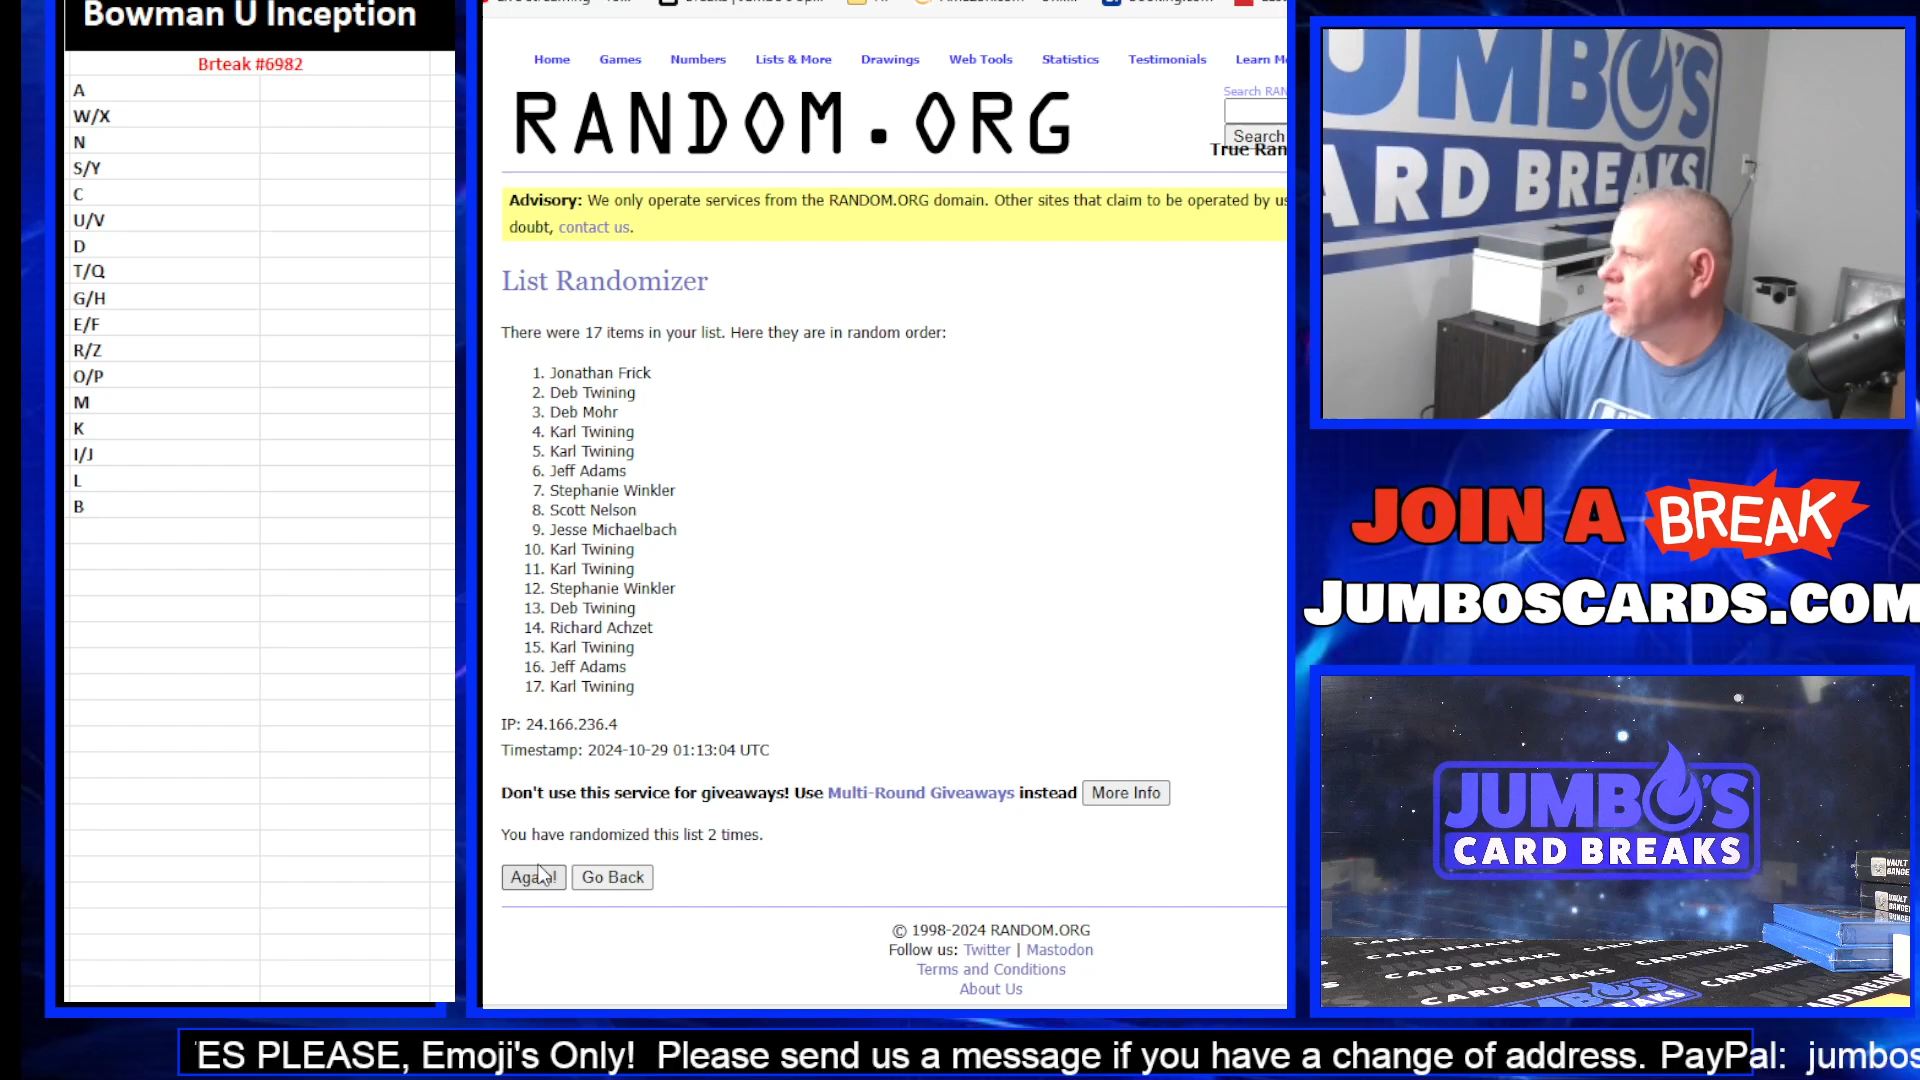 Bowman U Inception
Brteak #6982
A
W/X
N
S/Y
C
U/V
D
T/Q
G/H
E/F
R/Z
O/P
M
K
I/J
L
B
Home Games Numbers Lists & More Drawings Web Tools Statistics Testimonials Learn
RANDOM.ORG
Search
Search
True
Advisory: We only operate services from the RANDOM.ORG domain. Other sites that claim to be operated by
doubt, contact us.
List Randomizer
There were 17 items in your list. Here they are in random order:
1. Jonathan Frick
2. Deb Twining
3. Deb Mohr
4. Karl Twining
5. Karl Twining
6. Jeff Adams
7. Stephanie Winkler
8. Scott Nelson
9. Jesse Michaelbach
10. Karl Twining
11. Karl Twining
12. Stephanie Winkler
13. Deb Twining
14. Richard Achzet
15. Karl Twining
16. Jeff Adams
17. Karl Twining
IP: 24.166.236.4
Timestamp: 2024-10-29 01:13:04 UTC
Don't use this service for giveaways! Use Multi-Round Giveaways instead More Info
You have randomized this list 2 times.
Again! Go Back
© 1998-2024 RANDOM.ORG
Follow us: Twitter | Mastodon
Terms and Conditions
About Us
UMBO'S
ARD BREAKS
JOIN A BREAK
JUMBOSCARDS.COM
JUMBO'S
CARD BREAKS
ES PLEASE, Emoji's Only! Please send us a message if you have a change of address. PayPal: jumbos